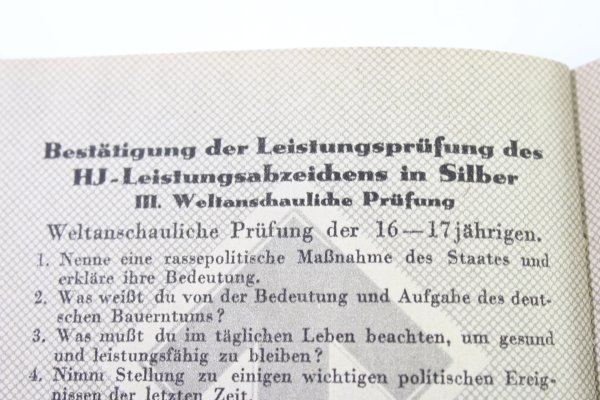 Bestätigung der Leistungsprüfung des
HJ-Leistungsabzeichens in Silber
III. Weltanschauliche Prüfung
Weltanschauliche Prüfung der 16—17jährigen.
1. Nenne eine rassepolitische Maßnahme des Staates und
erkläre ihre Bedeutung.
2. Was weißt du von der Bedeutung und Aufgabe des deut-
schen Bauerntums?
3. Was mußt du im täglichen Leben beachten, um gesund
und leistungsfähig zu bleiben?
4. Nimm Stellung zu einigen wichtigen politischen Ereig-
nissen der letzten Zeit.